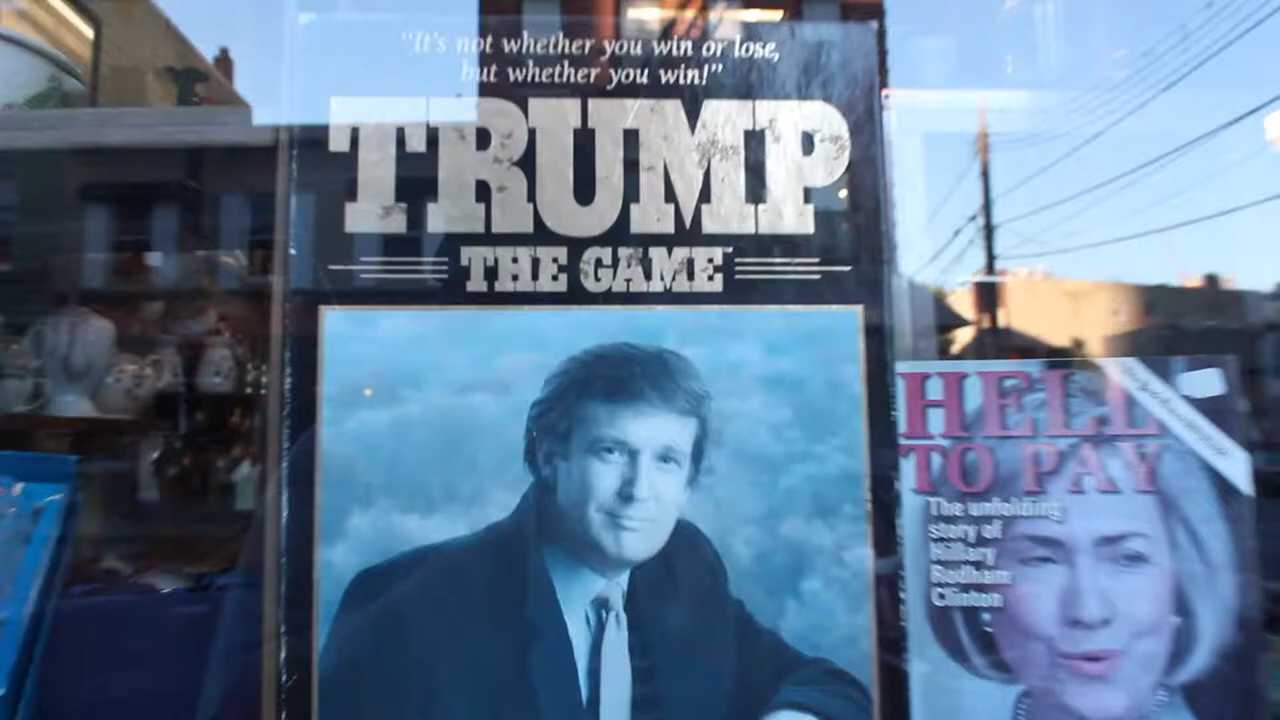 “It’s not whether you win or lose,
but whether you win!”
TRUMP
THE GAME
HELL
TO PAY
The unfolding
story of
Hillary
Rodham
Clinton